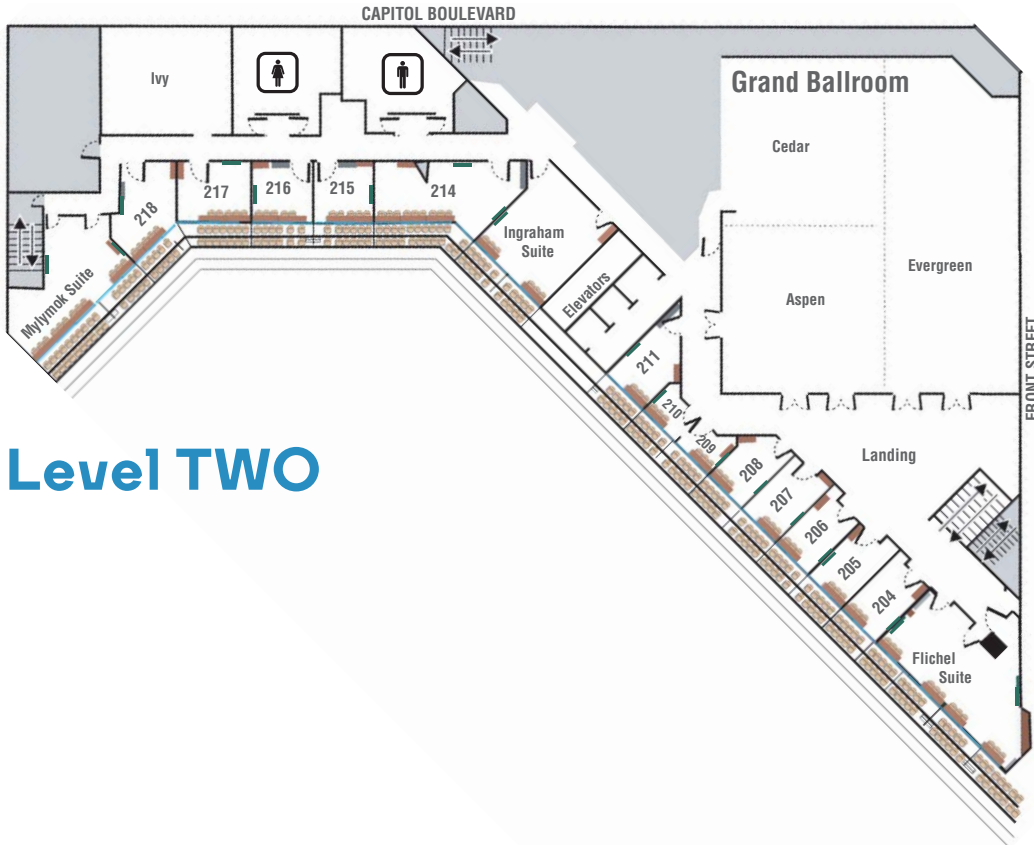 CAPITOL BOULEVARD
Ivy
Grand Ballroom
Cedar
218
217
216
215
214
Ingraham
Suite
Mylymok Suite
Elevators
Aspen
Evergreen
FRONT STREET
211
210
209
208
207
206
205
204
Landing
Level TWO
Flichel
Suite